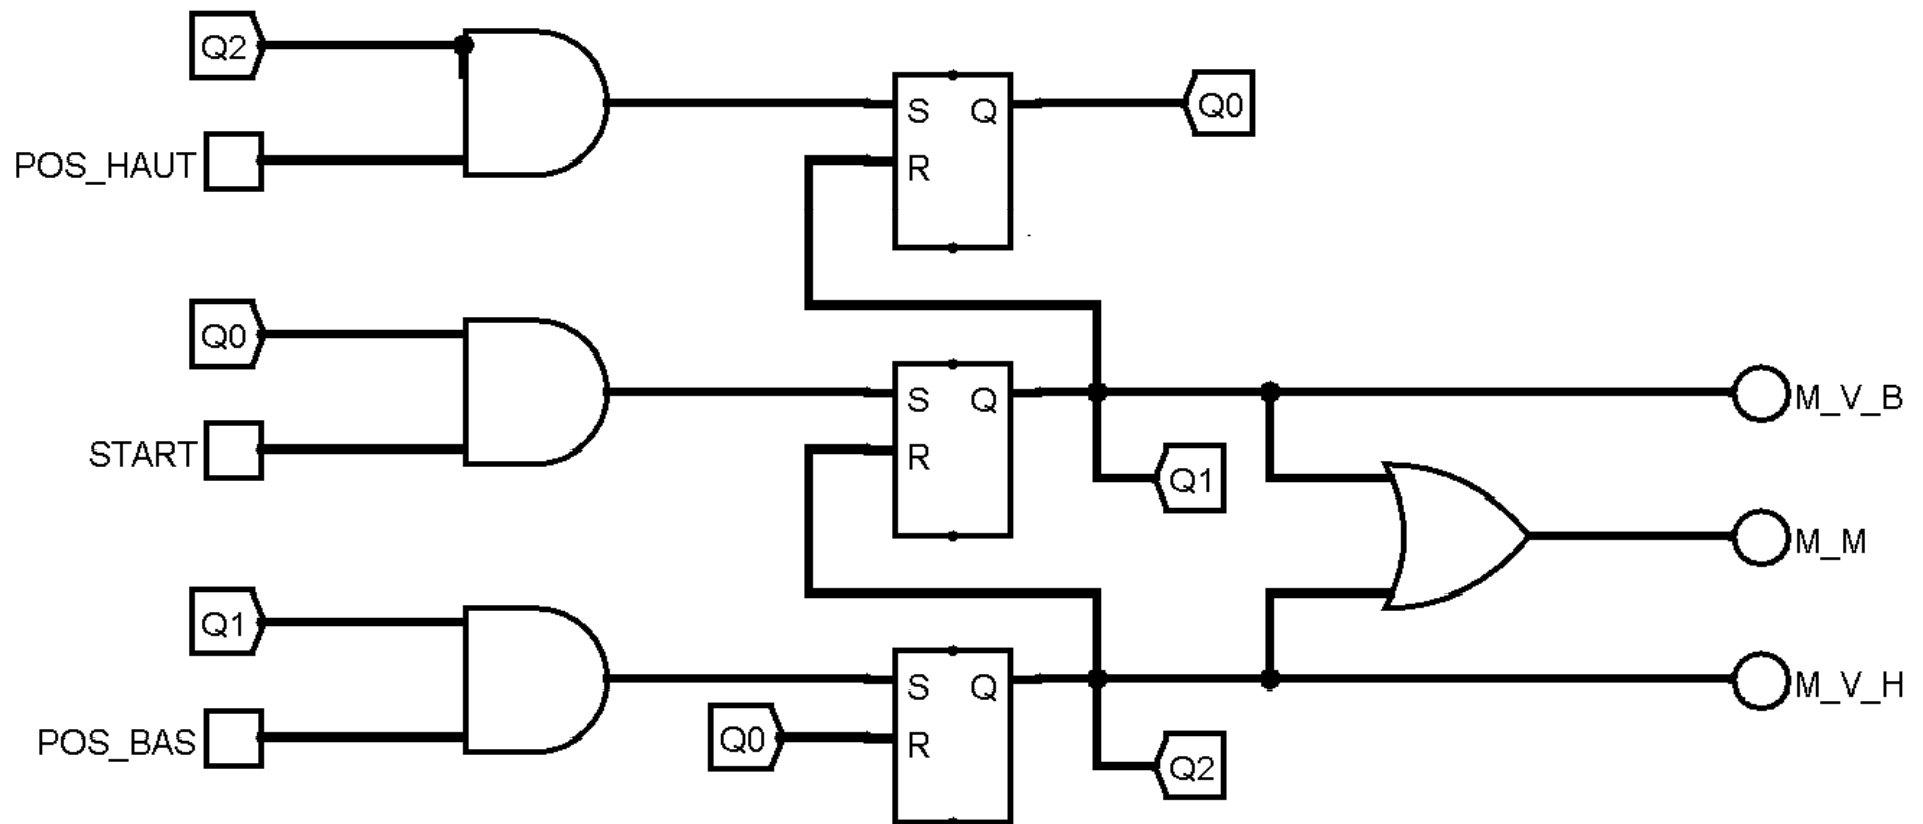 Q2
S Q
Q0
POS_HAUT
R
Q0
S Q
M_V_B
START
R
Q1
M_M
Q1
S Q
M_V_H
POS_BAS
Q0
R
Q2